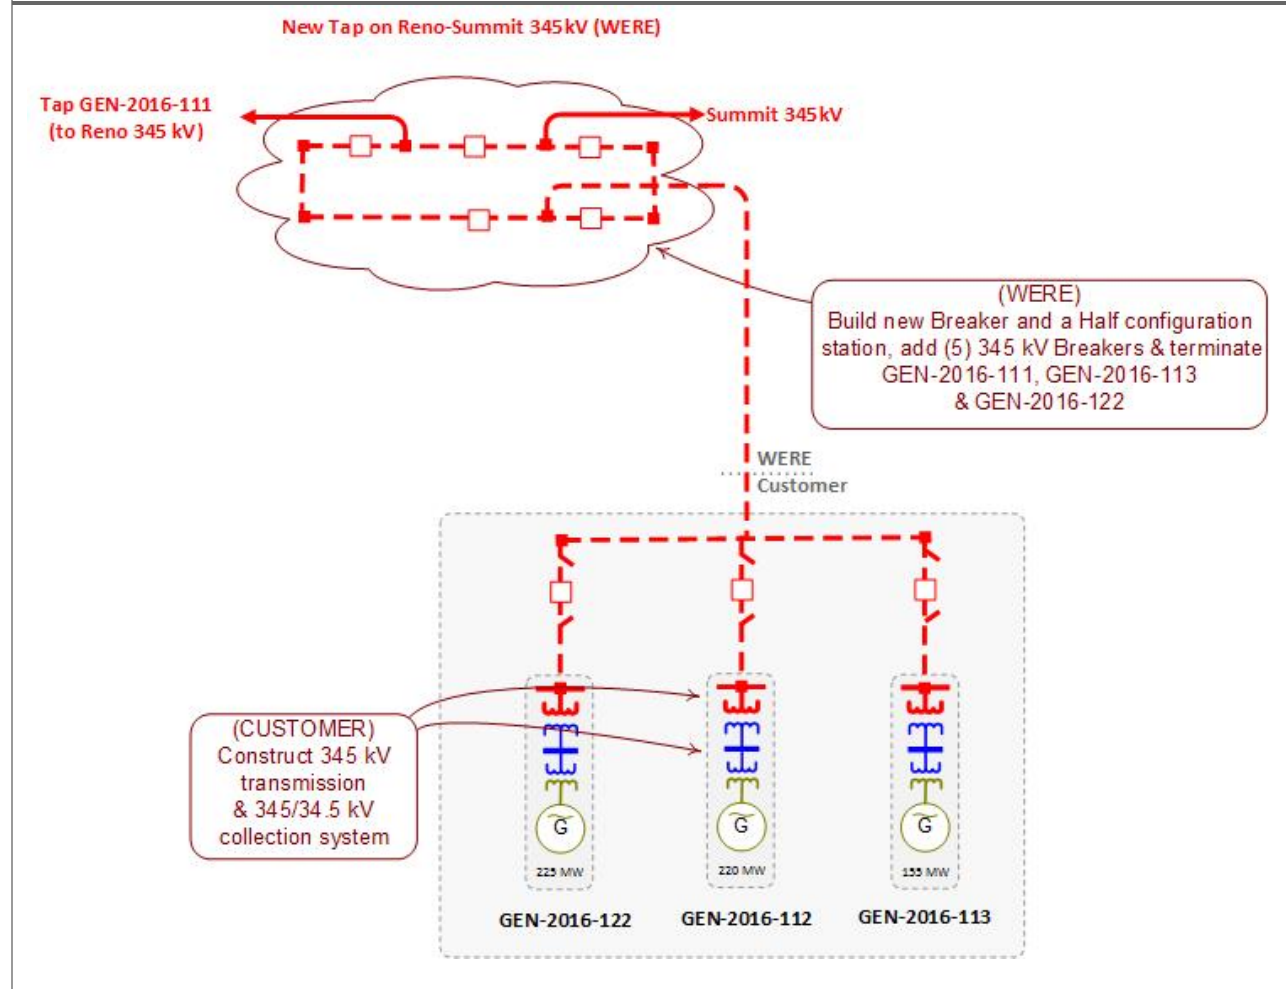 New Tap on Reno-Summit 345kV (WERE)
Tap GEN-2016-111
(to Reno 345 kV)
Summit 345kV
(WERE)
Build new Breaker and a Half configuration
station, add (5) 345 kV Breakers & terminate
GEN-2016-111, GEN-2016-113
& GEN-2016-122
WERE
Customer
(CUSTOMER)
Construct 345 kV
transmission
& 345/34.5 kV
collection system
G
G
G
225 MW
220 MW
155 MW
GEN-2016-122
GEN-2016-112
GEN-2016-113